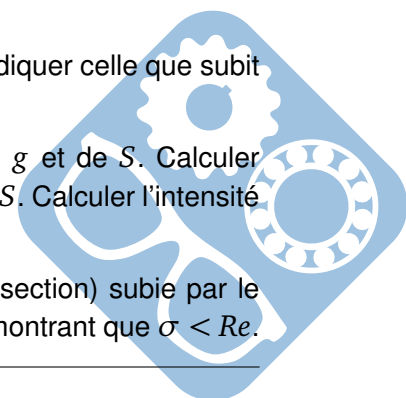 diquer celle que subit
g et de S. Calculer
S. Calculer l'intensité
section) subie par le
montrant que σ < Re.